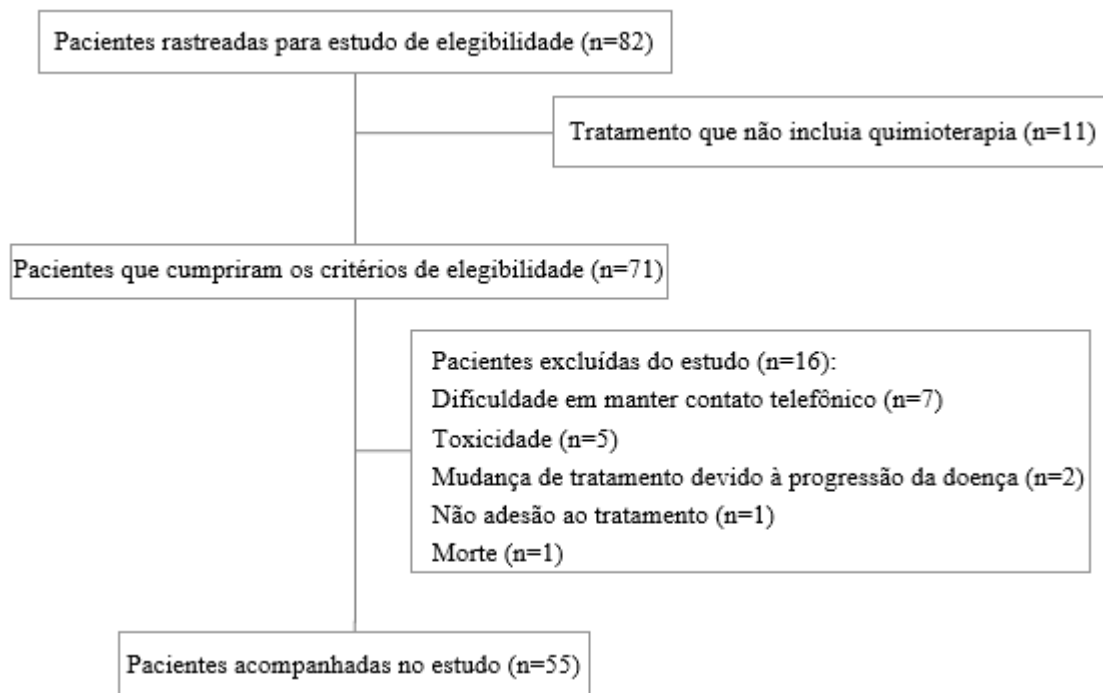 Pacientes rastreadas para estudo de elegibilidade (n=82)
Tratamento que não incluia quimioterapia (n=11)
Pacientes que cumpriram os critérios de elegibilidade (n=71)
Pacientes excluídas do estudo (n=16):
Dificuldade em manter contato telefônico (n=7)
Toxicidade (n=5)
Mudança de tratamento devido à progressão da doença (n=2)
Não adesão ao tratamento (n=1)
Morte (n=1)
Pacientes acompanhadas no estudo (n=55)